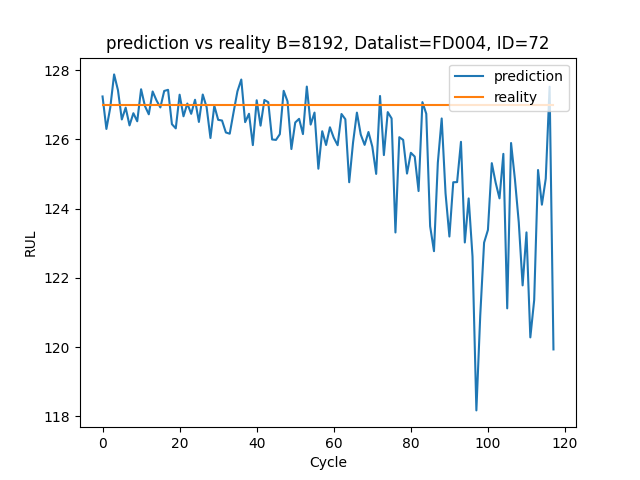 prediction vs reality B=8192, Datalist=FD004, ID=72
prediction
reality
128
126
124
122
120
118
RUL
0 20 40 60 80 100 120
Cycle